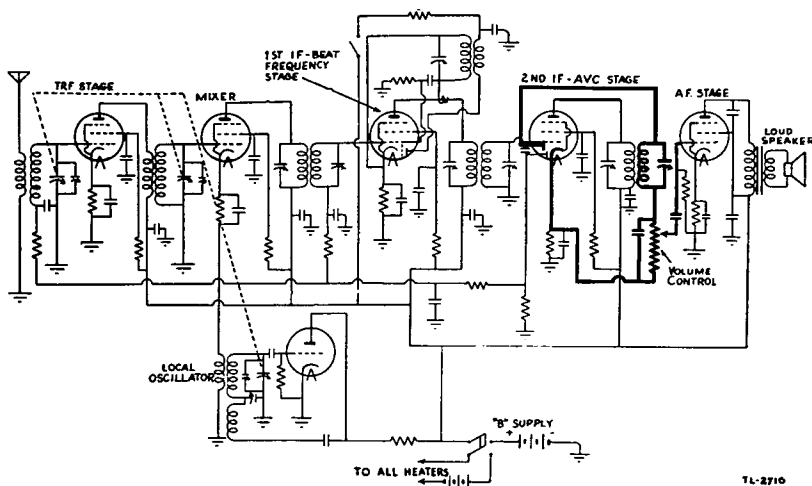 1ST IF-BEAT
FREQUENCY
STAGE
TRF STAGE
MIXER
2ND IF-AVC STAGE
A.F. STAGE
LOUD
SPEAKER
VOLUME
CONTROL
LOCAL
OSCILLATOR
"B" SUPPLY
+ -
TO ALL HEATERS
TL-2710